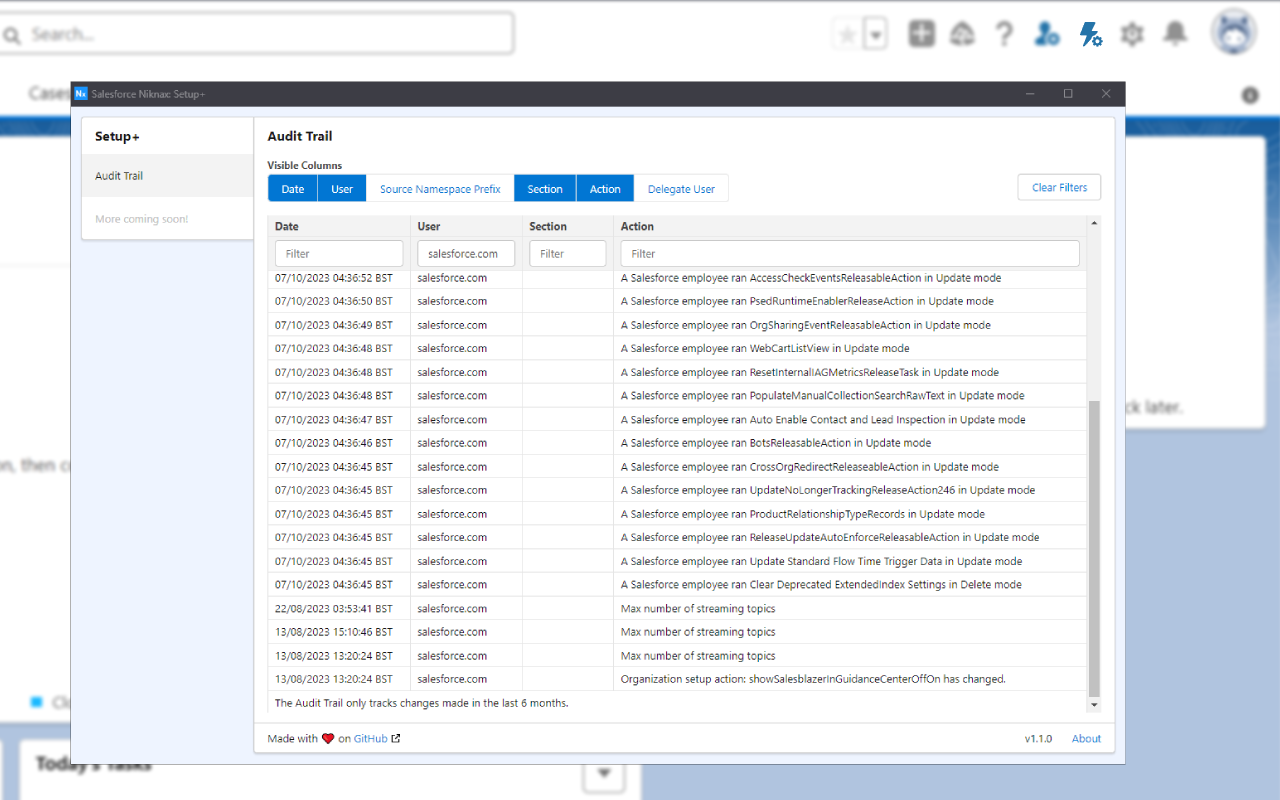 Search...
Cases
Nx Salesforce Niknax: Setup+
Setup+
Audit Trail
More coming soon!
Audit Trail
Visible Columns
Date User Source Namespace Prefix Section Action Delegate User Clear Filters
Date User Section Action
Filter salesforce.com Filter Filter
07/10/2023 04:36:52 BST salesforce.com A Salesforce employee ran AccessCheckEventsReleasableAction in Update mode
07/10/2023 04:36:50 BST salesforce.com A Salesforce employee ran PsedRuntimeEnablerReleaseAction in Update mode
07/10/2023 04:36:49 BST salesforce.com A Salesforce employee ran OrgSharingEventReleasableAction in Update mode
07/10/2023 04:36:48 BST salesforce.com A Salesforce employee ran WebCartListView in Update mode
07/10/2023 04:36:48 BST salesforce.com A Salesforce employee ran ResetInternalIAGMetricsReleaseTask in Update mode
07/10/2023 04:36:48 BST salesforce.com A Salesforce employee ran PopulateManualCollectionSearchRawText in Update mode
07/10/2023 04:36:47 BST salesforce.com A Salesforce employee ran Auto Enable Contact and Lead Inspection in Update mode
07/10/2023 04:36:46 BST salesforce.com A Salesforce employee ran BotsReleasableAction in Update mode
07/10/2023 04:36:45 BST salesforce.com A Salesforce employee ran CrossOrgRedirectReleaseableAction in Update mode
07/10/2023 04:36:45 BST salesforce.com A Salesforce employee ran UpdateNoLongerTrackingReleaseAction246 in Update mode
07/10/2023 04:36:45 BST salesforce.com A Salesforce employee ran ProductRelationshipTypeRecords in Update mode
07/10/2023 04:36:45 BST salesforce.com A Salesforce employee ran ReleaseUpdateAutoEnforceReleasableAction in Update mode
07/10/2023 04:36:45 BST salesforce.com A Salesforce employee ran Update Standard Flow Time Trigger Data in Update mode
07/10/2023 04:36:45 BST salesforce.com A Salesforce employee ran Clear Deprecated ExtendedIndex Settings in Delete mode
22/08/2023 03:53:41 BST salesforce.com Max number of streaming topics
13/08/2023 15:10:46 BST salesforce.com Max number of streaming topics
13/08/2023 13:20:24 BST salesforce.com Max number of streaming topics
13/08/2023 13:20:24 BST salesforce.com Organization setup action: showSalesblazerInGuidanceCenterOffOn has changed.
The Audit Trail only tracks changes made in the last 6 months.
Made with ❤ on GitHub v1.1.0 About
ck later.
on, then c
Today's Tasks